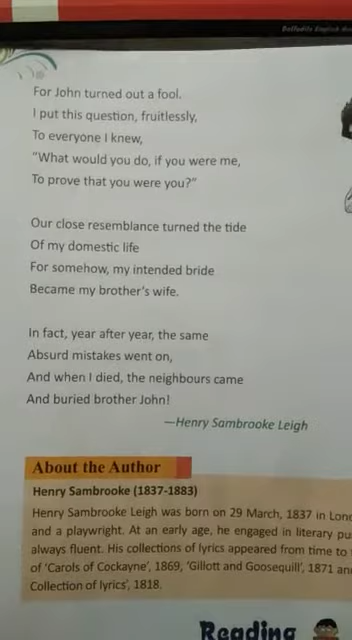 Daffodils English
For John turned out a fool.
I put this question, fruitlessly,
To everyone I knew,
"What would you do, if you were me,
To prove that you were you?"
Our close resemblance turned the tide
Of my domestic life
For somehow, my intended bride
Became my brother's wife.
In fact, year after year, the same
Absurd mistakes went on,
And when I died, the neighbours came
And buried brother John!
—Henry Sambrooke Leigh
About the Author
Henry Sambrooke (1837-1883)
Henry Sambrooke Leigh was born on 29 March, 1837 in
and a playwright. At an early age, he engaged in literary
always fluent. His collections of lyrics appeared from time to
of 'Carols of Cockayne', 1869, 'Gillott and Goosequill', 1871
Collection of lyrics', 1818.
Reading